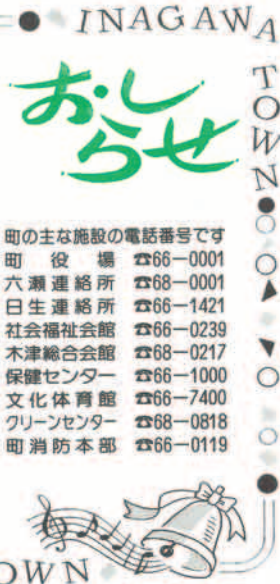 INAGAWA TOWN
おしらせ
町の主な施設の電話番号です
町役場 ☎66―0001
六瀬連絡所 ☎68―0001
日生連絡所 ☎66―1421
社会福祉会館 ☎66―0239
木津総合会館 ☎68―0217
保健センター ☎66―1000
文化体育館 ☎66―7400
クリーンセンター ☎68―0818
町消防本部 ☎66―0119
OWN